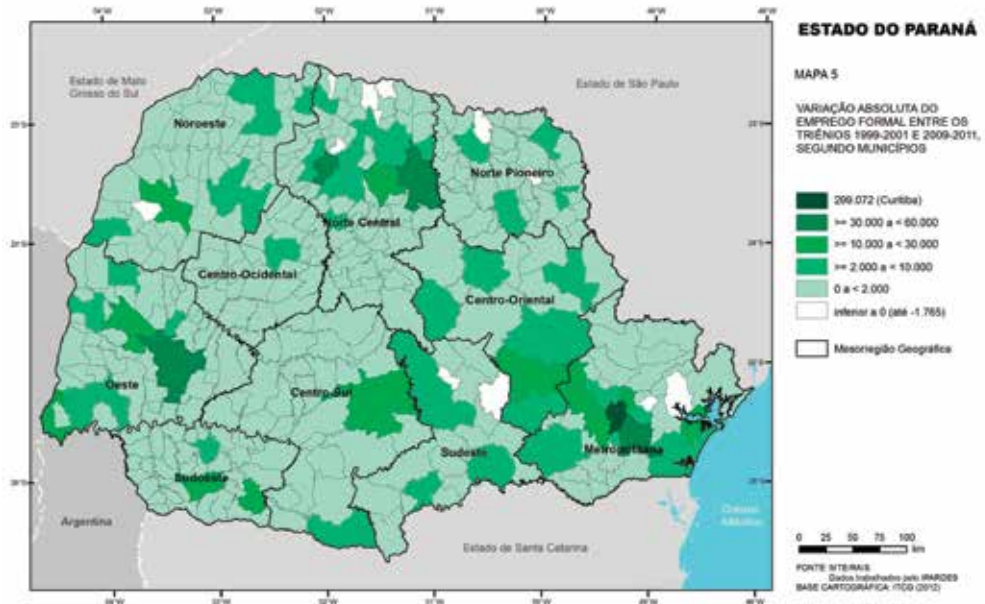 ESTADO DO PARANÁ
MAPA 5
VARIAÇÃO ABSOLUTA DO
EMPREGO FORMAL ENTRE OS
TRIÊNIOS 1999-2001 E 2009-2011,
SEGUNDO MUNICÍPIOS
299.072 (Curitiba)
>= 30.000 a < 60.000
>= 10.000 a < 30.000
>= 2.000 a < 10.000
0 a < 2.000
inferior a 0 (até -1.765)
Mesorregião Geográfica
Estado de Mato
Grosso do Sul
Estado de São Paulo
Noroeste
Norte Pioneiro
Norte Central
Centro-Ocidental
Centro-Oriental
Oeste
Centro-Sul
Sudeste
Metropolitana
Sudoeste
Argentina
Estado de Santa Catarina
Oceano
Atlântico
0 25 50 75 100
km
FONTE: MTE/RAIS
Dados trabalhados pelo IPARDES
BASE CARTOGRÁFICA: ITCG (2012)